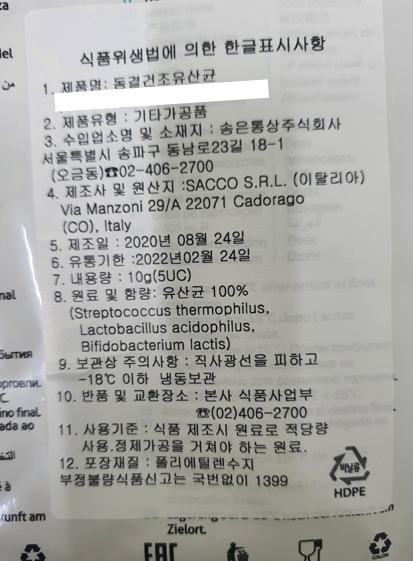 식품위생법에 의한 한글표시사항
1. 제품명: 동결건조유산균
2. 제품유형 : 기타가공품
3. 수입업소명 및 소재지 : 송은통상주식회사
서울특별시 송파구 동남로23길 18-1
(오금동)☎02-406-2700
4. 제조사 및 원산지 :SACCO S.R.L. (이탈리아)
Via Manzoni 29/A 22071 Cadorago
(CO), Italy
5. 제조일 : 2020년 08월 24일
6. 유통기한 :2022년02월 24일
7. 내용량 : 10g(5UC)
8. 원료 및 함량: 유산균 100%
(Streptococcus thermophilus,
Lactobacillus acidophilus,
Bifidobacterium lactis)
9. 보관상 주의사항 : 직사광선을 피하고
-18℃ 이하 냉동보관
10. 반품 및 교환장소 : 본사 식품사업부
☎(02)406-2700
11. 사용기준 : 식품 제조시 원료로 적당량
사용.정제가공을 거쳐야 하는 원료.
12. 포장재질 : 폴리에틸렌수지
부정불량식품신고는 국번없이 1399
비닐류
HDPE
kunft am
Zielort.
EAC